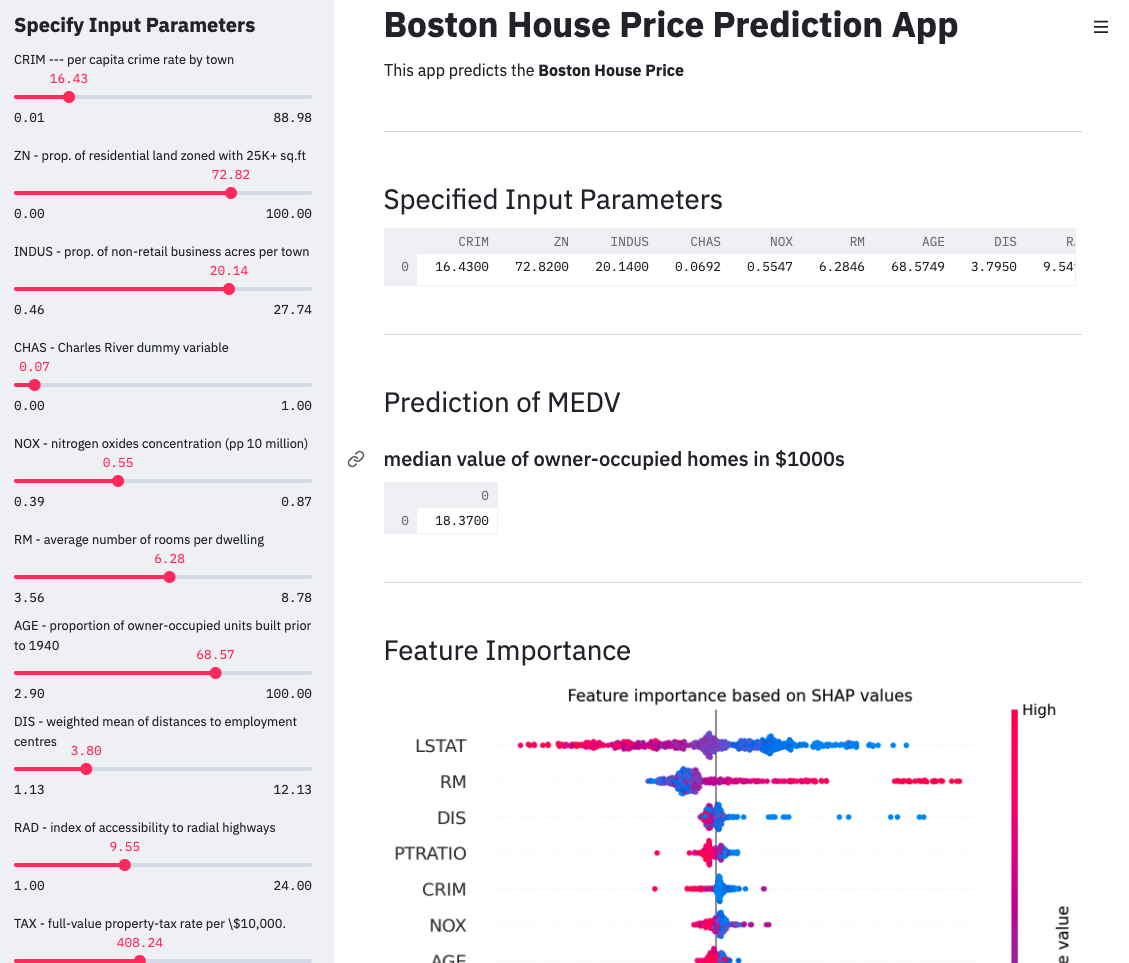 Specify Input Parameters
CRIM --- per capita crime rate by town
16.43
0.01 88.98
ZN - prop. of residential land zoned with 25K+ sq.ft
72.82
0.00 100.00
INDUS - prop. of non-retail business acres per town
20.14
0.46 27.74
CHAS - Charles River dummy variable
0.07
0.00 1.00
NOX - nitrogen oxides concentration (pp 10 million)
0.55
0.39 0.87
RM - average number of rooms per dwelling
6.28
3.56 8.78
AGE - proportion of owner-occupied units built prior
to 1940
68.57
2.90 100.00
DIS - weighted mean of distances to employment
centres
3.80
1.13 12.13
RAD - index of accessibility to radial highways
9.55
1.00 24.00
TAX - full-value property-tax rate per \$10,000.
408.24
Boston House Price Prediction App
This app predicts the Boston House Price
Specified Input Parameters
CRIM ZN INDUS CHAS NOX RM AGE DIS
0 16.4300 72.8200 20.1400 0.0692 0.5547 6.2846 68.5749 3.7950
Prediction of MEDV
median value of owner-occupied homes in $1000s
0
0 18.3700
Feature Importance
Feature importance based on SHAP values
High
LSTAT
RM
DIS
PTRATIO
CRIM
NOX
AGE
value